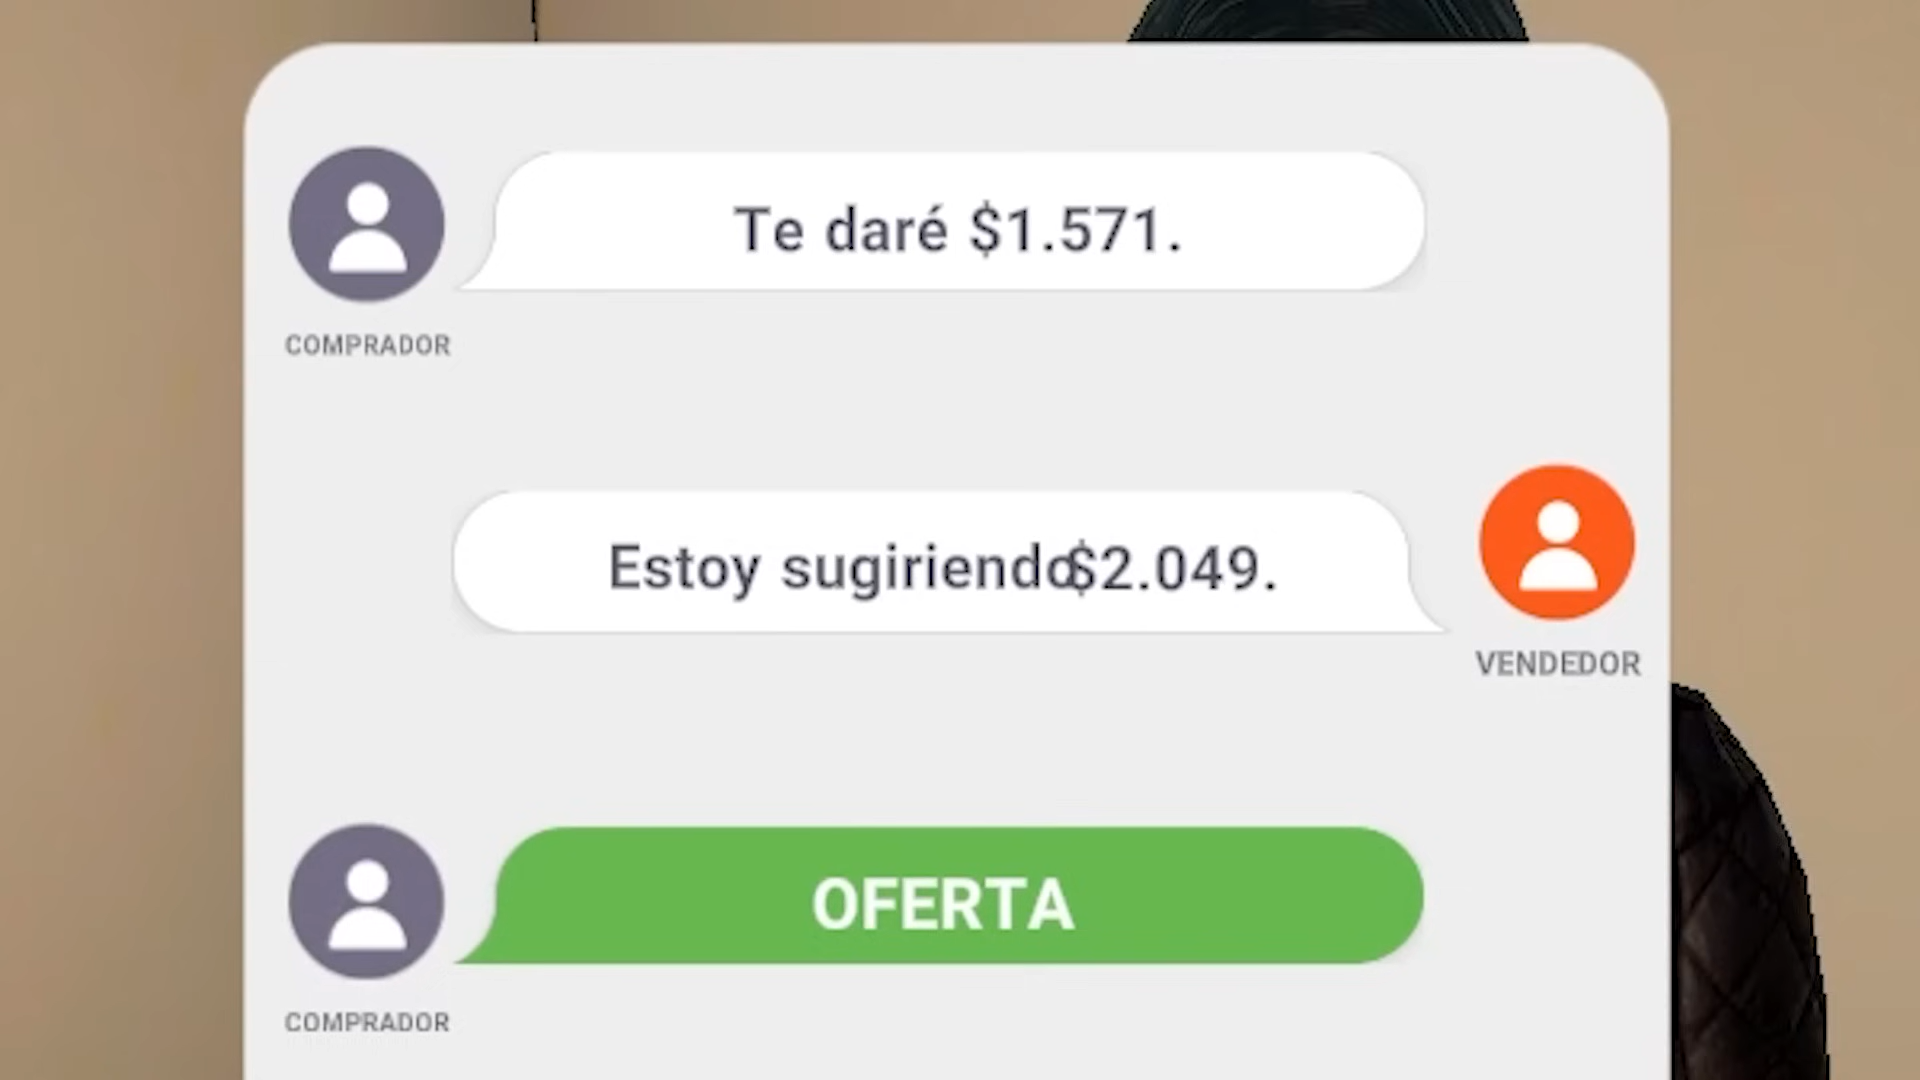 Te daré $1.571.
COMPRADOR
Estoy sugiriendo$2.049.
VENDEDOR
OFERTA
COMPRADOR